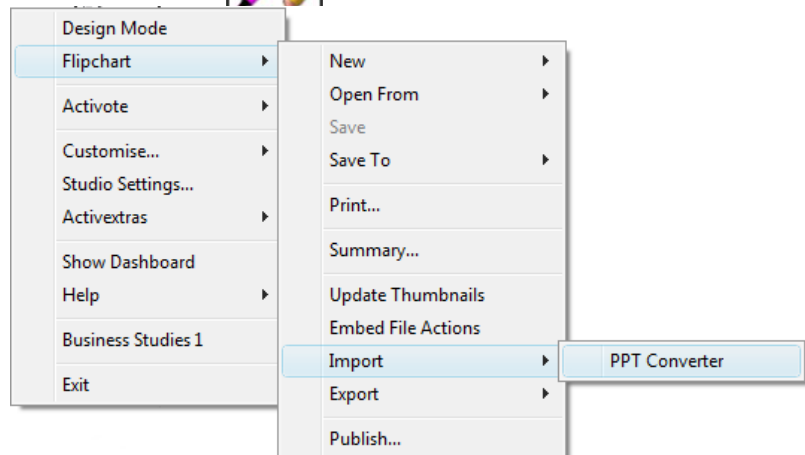 Design Mode
Flipchart
Activote
Customise...
Studio Settings...
Activextras
Show Dashboard
Help
Business Studies 1
Exit
New
Open From
Save
Save To
Print...
Summary...
Update Thumbnails
Embed File Actions
Import
Export
Publish...
PPT Converter